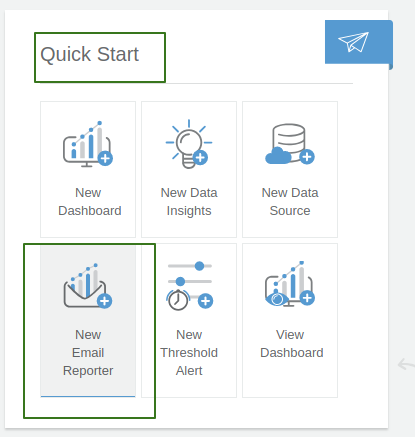 Quick Start
New
Dashboard
New Data
Insights
New Data
Source
New
Email
Reporter
New
Threshold
Alert
View
Dashboard